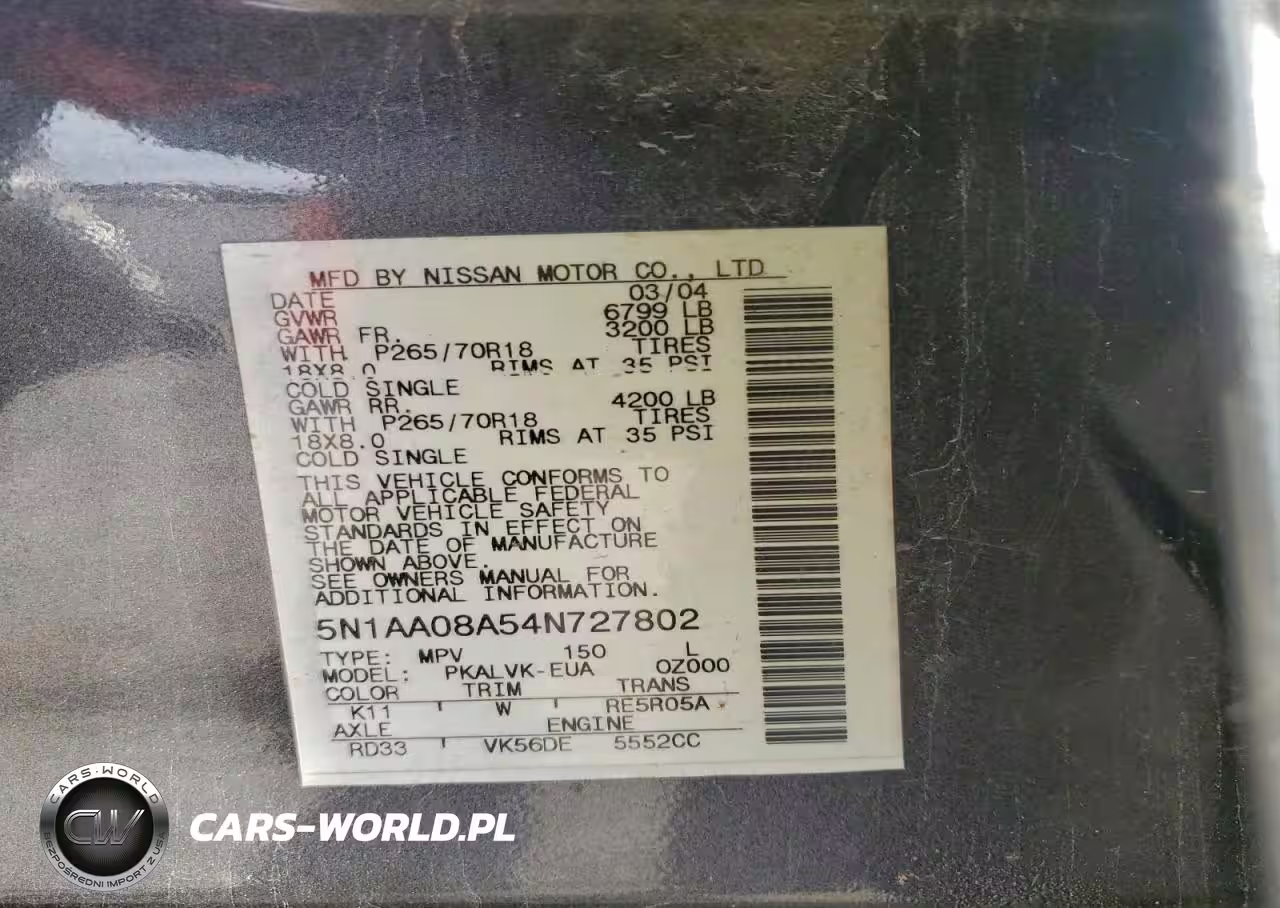 MFD BY NISSAN MOTOR CO., LTD
DATE 03/04
GVWR 6799 LB
GAWR FR. 3200 LB
WITH P265/70R18 TIRES
18X8.0 RIMS AT 35 PSI
COLD SINGLE
GAWR RR. 4200 LB
WITH P265/70R18 TIRES
18X8.0 RIMS AT 35 PSI
COLD SINGLE
THIS VEHICLE CONFORMS TO
ALL APPLICABLE FEDERAL
MOTOR VEHICLE SAFETY
STANDARDS IN EFFECT ON
THE DATE OF MANUFACTURE
SHOWN ABOVE.
SEE OWNERS MANUAL FOR
ADDITIONAL INFORMATION.
5N1AA08A54N727802
TYPE: MPV 150 L
MODEL: PKALVK-EUA 0Z000
COLOR TRIM TRANS
K11 W RE5R05A
AXLE ENGINE
RD33 VK56DE 5552CC
CARS-WORLD
CW
BEZPOŚREDNI IMPORT Z USA
CARS-WORLD.PL